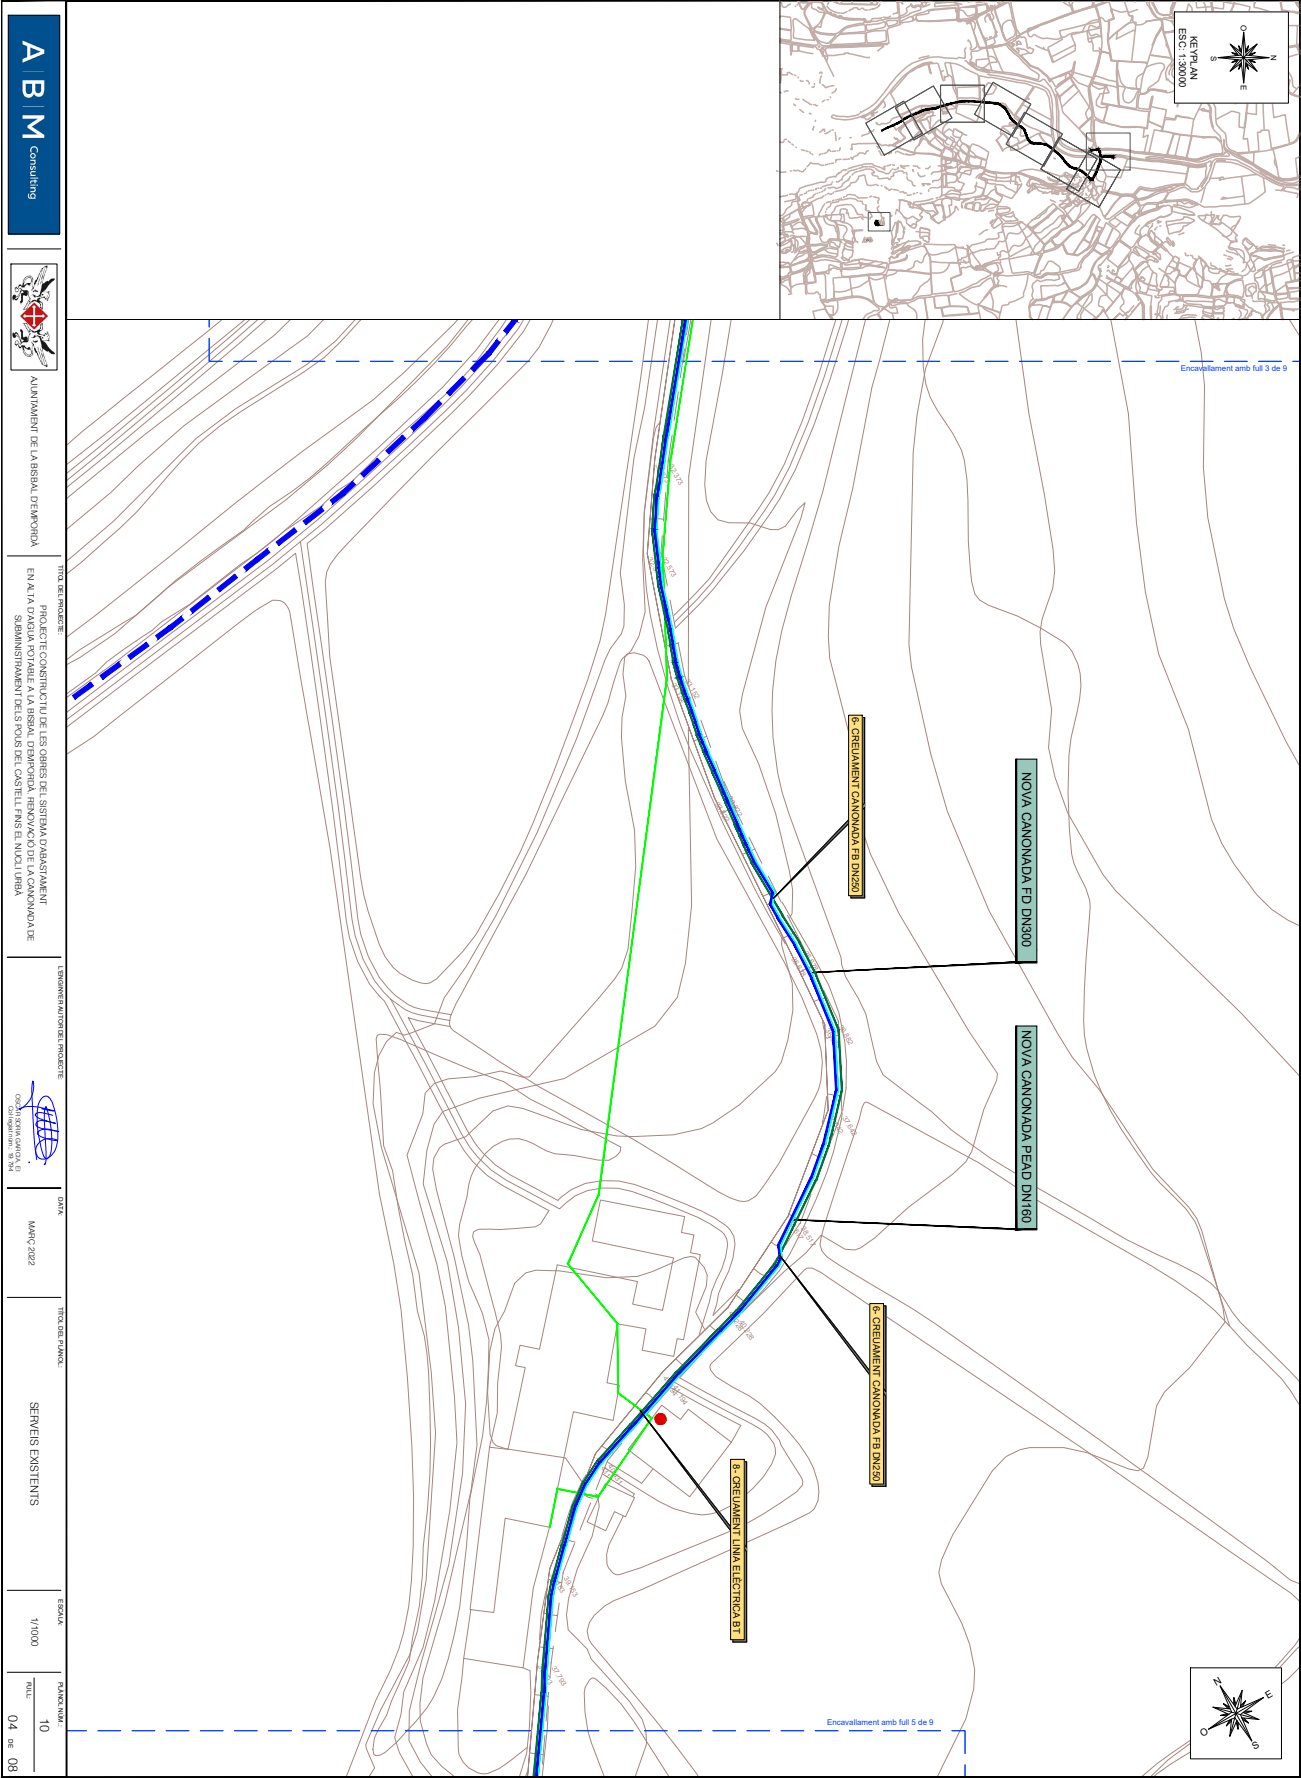 N
S
E
O
KEYPLAN
ESC: 1:30000
Encavallament amb full 3 de 9
6- CREUAMENT CANONADA FB DN250
NOVA CANONADA FD DN300
NOVA CANONADA PEAD DN160
6- CREUAMENT CANONADA FB DN250
8- CREUAMENT LINIA ELÈCTRICA BT
Encavallament amb full 5 de 9
N
E
S
O
A B M Consulting
AJUNTAMENT DE LA BISBAL D'EMPORDÀ
TÍTOL DEL PROJECTE:
PROJECTE CONSTRUCTIU DE LES OBRES DEL SISTEMA D'ABASTAMENT
EN ALTA D'AIGUA POTABLE A LA BISBAL D'EMPORDÀ. RENOVACIÓ DE LA CANONADA DE
SUBMINISTRAMENT DELS POUS DEL CASTELL FINS EL NUCLI URBÀ
L'ENGINYER AUTOR DEL PROJECTE:
OSCAR SORIA GARCIA, EI
DATA:
MARÇ 2022
TÍTOL DEL PLÀNOL:
SERVEIS EXISTENTS
ESCALA:
1/1000
PLÀNOL NÚM.:
10
FULL:
04 DE 08